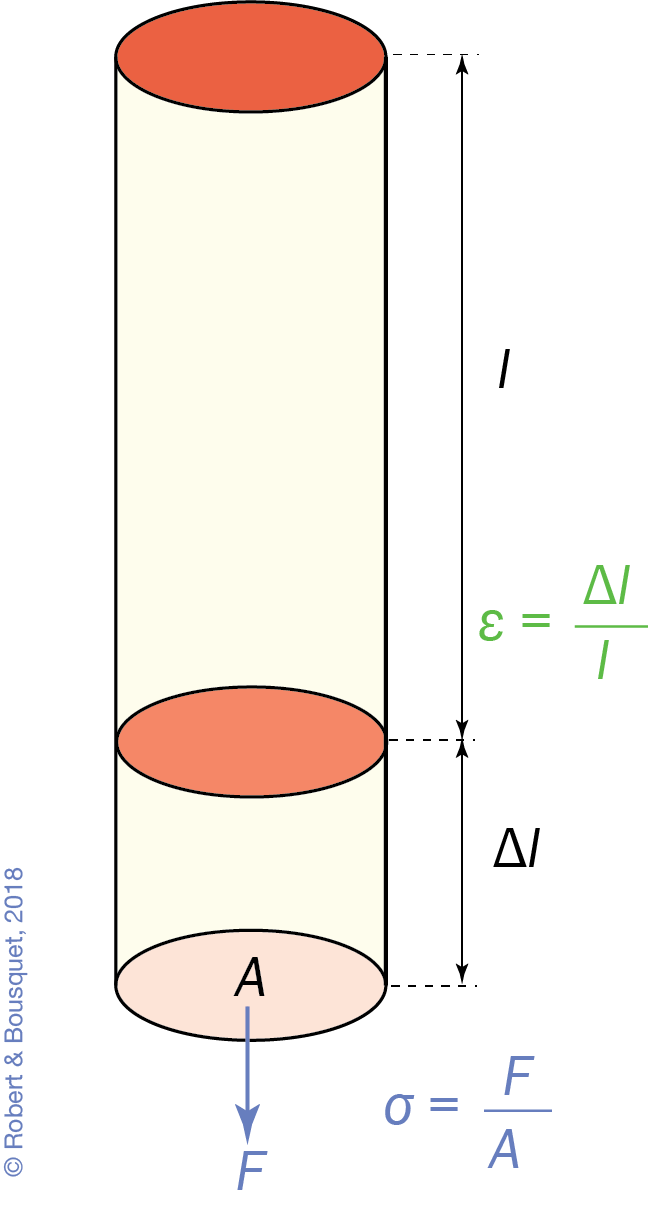 l
ε = Δl
l
Δl
A
F
σ = F
A
© Robert & Bousquet, 2018